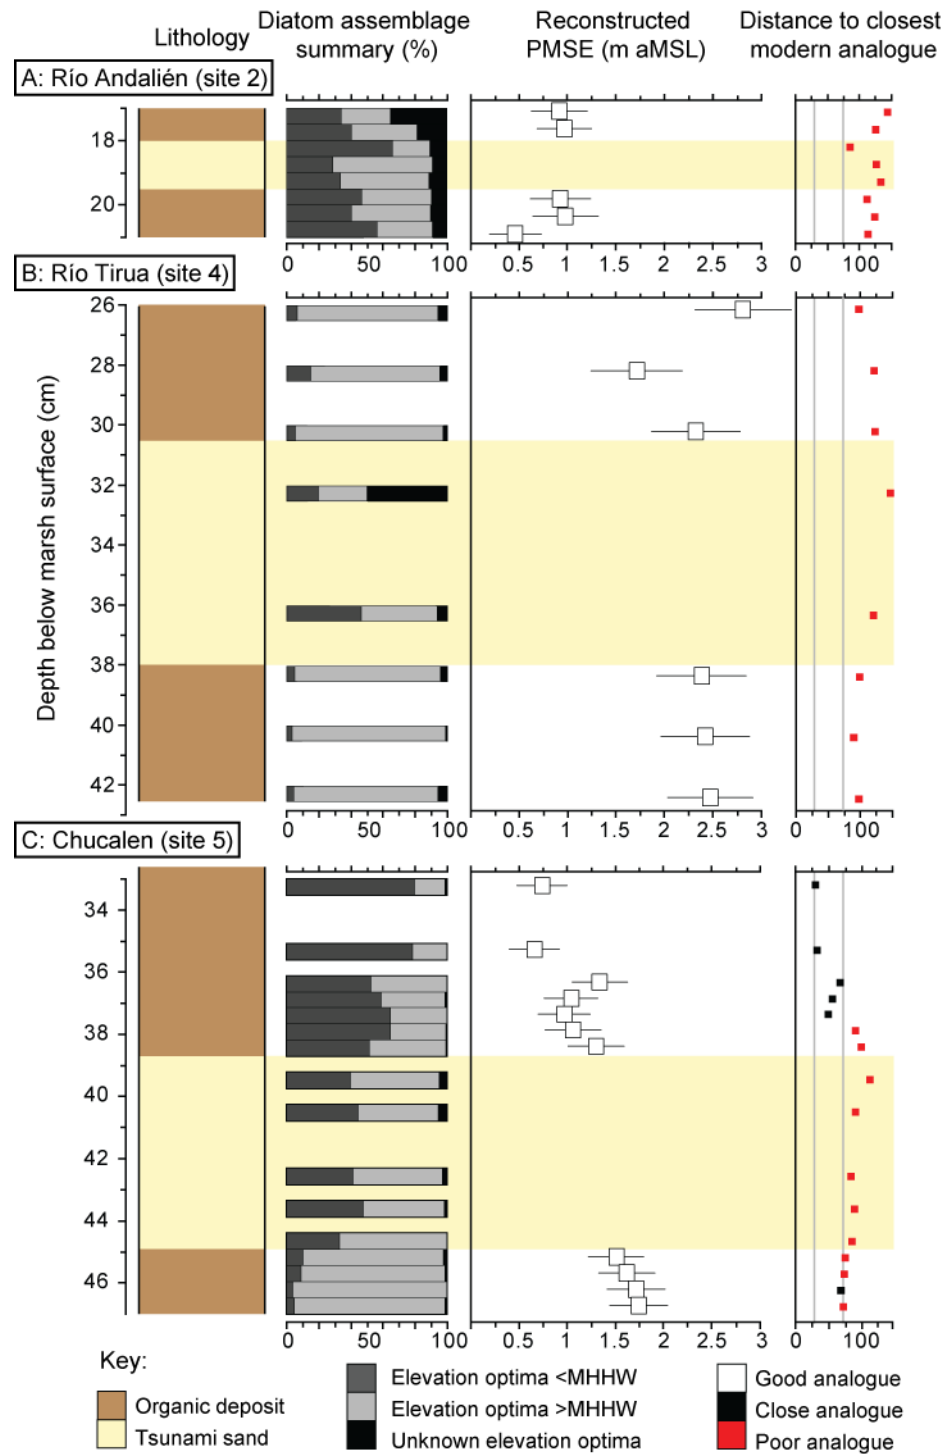 Lithology
Diatom assemblage
summary (%)
Reconstructed
PMSE (m aMSL)
Distance to closest
modern analogue
A: Río Andalién (site 2)
18
20
0 50 100
0.5 1 1.5 2 2.5 3
0 100
B: Río Tirua (site 4)
Depth below marsh surface (cm)
26
28
30
32
34
36
38
40
42
0 50 100
0.5 1 1.5 2 2.5 3
0 100
C: Chucalen (site 5)
34
36
38
40
42
44
46
0 50 100
0.5 1 1.5 2 2.5 3
0 100
Key:
Organic deposit
Tsunami sand
Elevation optima <MHHW
Elevation optima >MHHW
Unknown elevation optima
Good analogue
Close analogue
Poor analogue